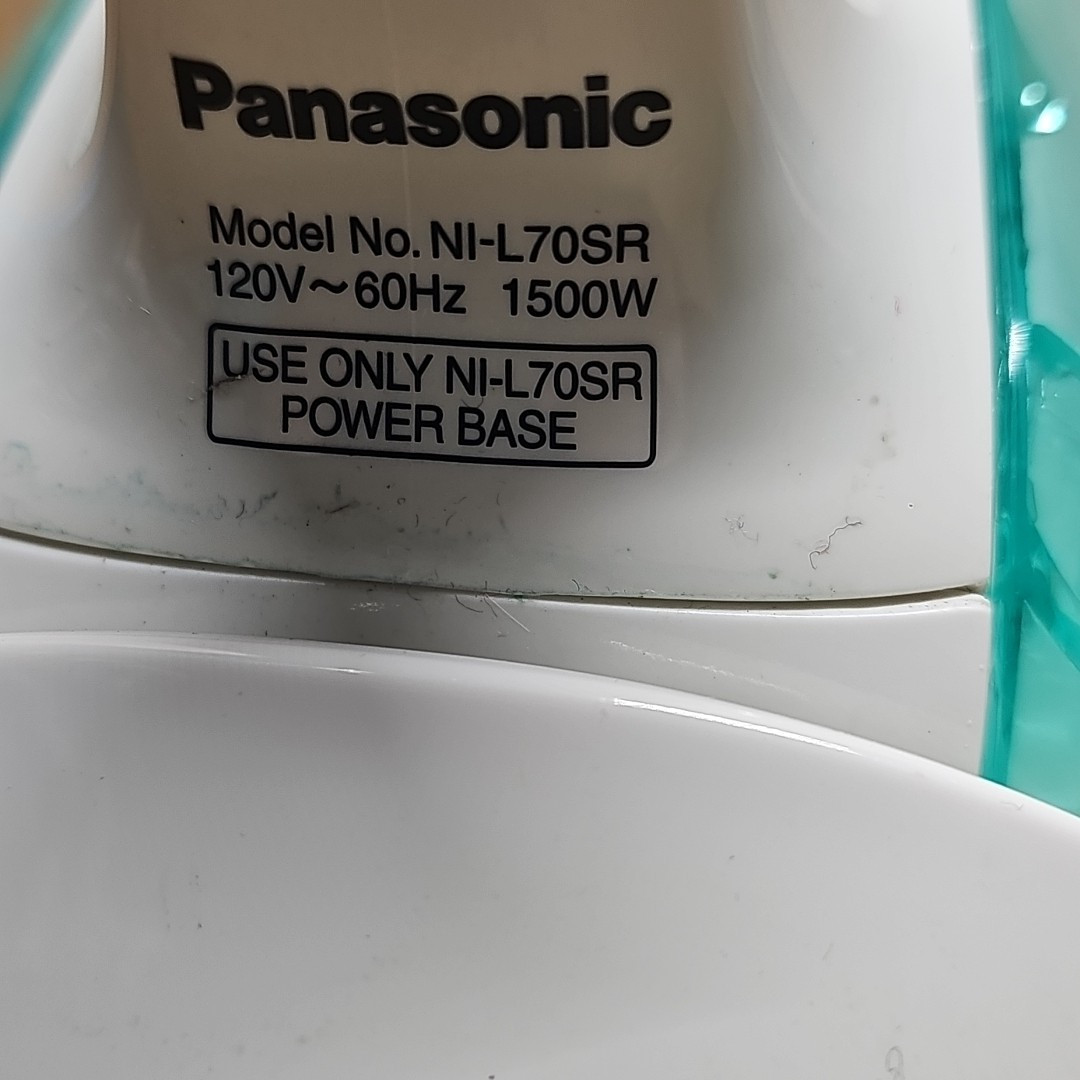 Panasonic
Model No. NI-L70SR
120V～60Hz 1500W
USE ONLY NI-L70SR
POWER BASE